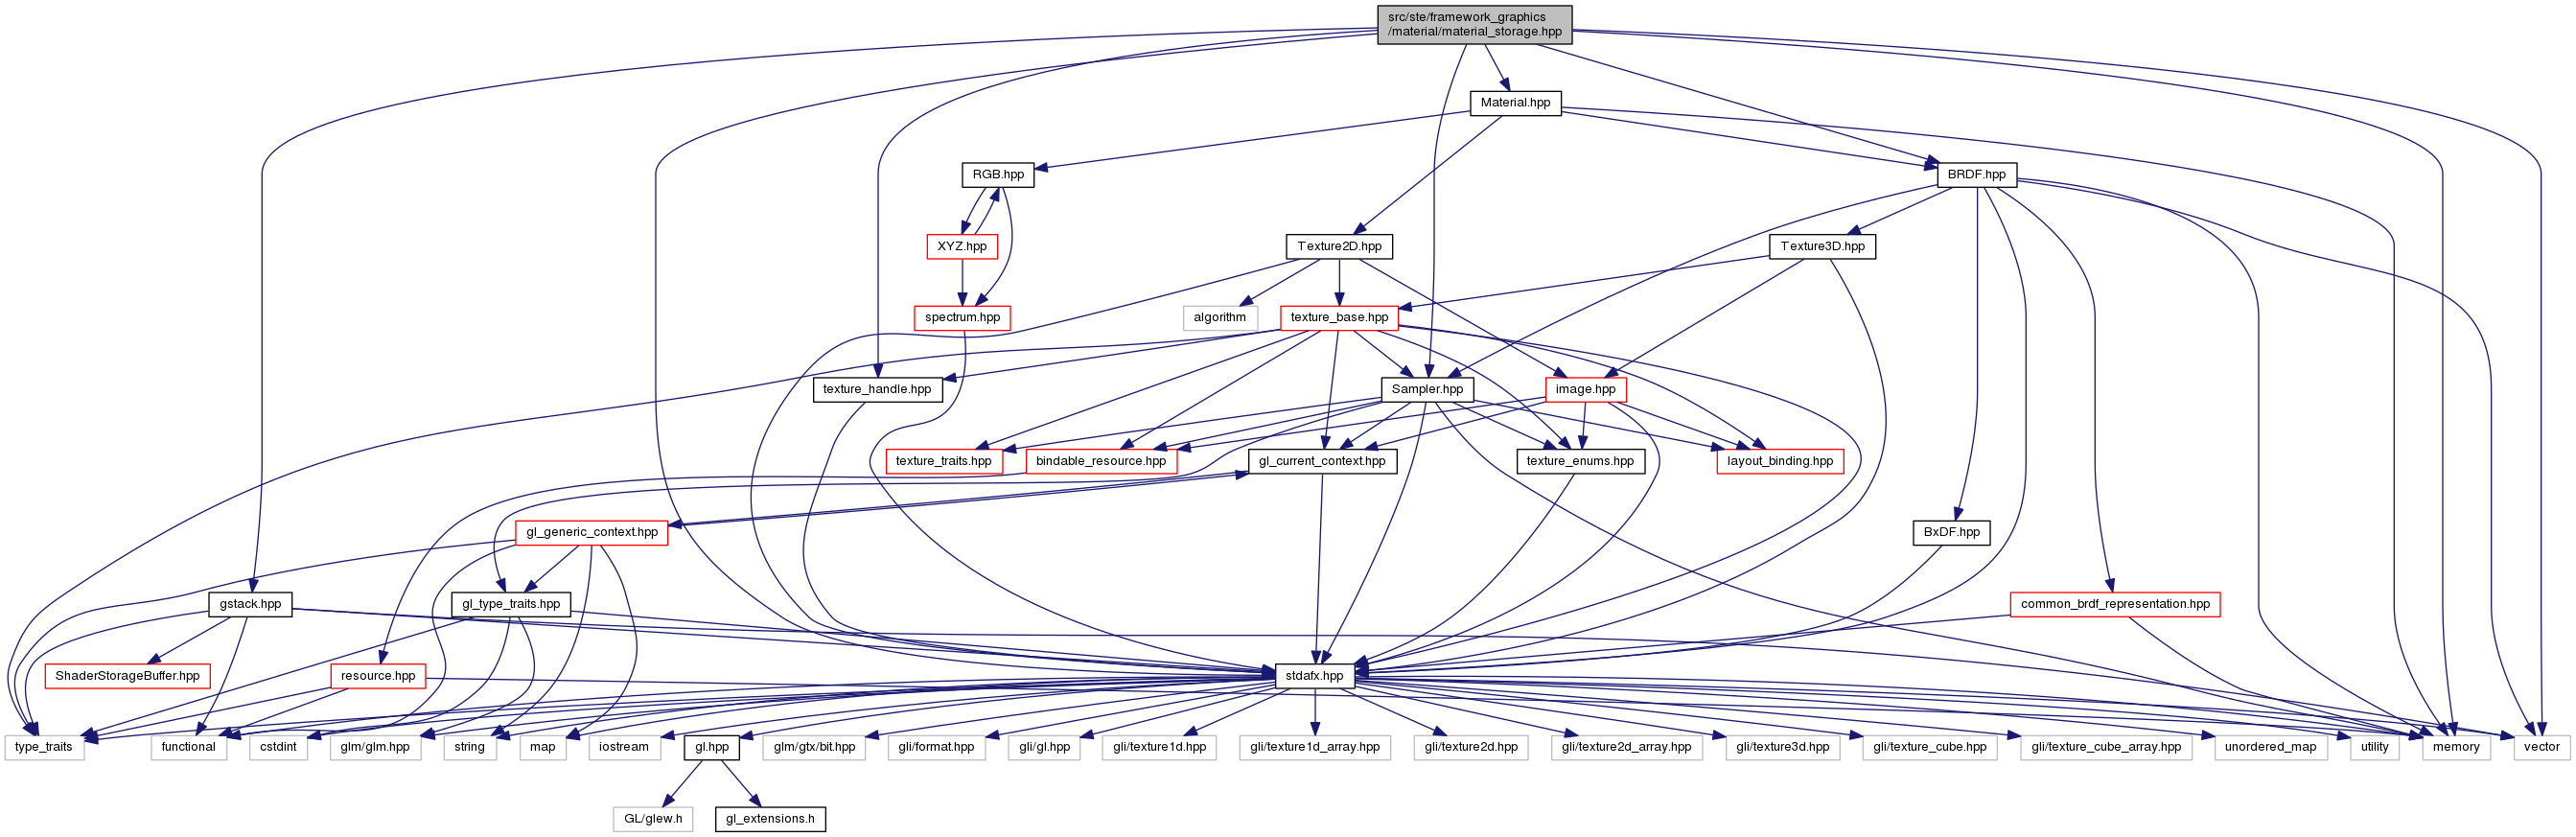 src/ste/framework_graphics
/material/material_storage.hpp
Material.hpp
RGB.hpp
BRDF.hpp
XYZ.hpp
Texture2D.hpp
Texture3D.hpp
spectrum.hpp
algorithm
texture_base.hpp
texture_handle.hpp
Sampler.hpp
image.hpp
texture_traits.hpp
bindable_resource.hpp
gl_current_context.hpp
texture_enums.hpp
layout_binding.hpp
gl_generic_context.hpp
BxDF.hpp
gstack.hpp
gl_type_traits.hpp
common_brdf_representation.hpp
ShaderStorageBuffer.hpp
resource.hpp
stdafx.hpp
type_traits
functional
cstdint
glm/glm.hpp
string
map
iostream
gl.hpp
glm/gtx/bit.hpp
gli/format.hpp
gli/gl.hpp
gli/texture1d.hpp
gli/texture1d_array.hpp
gli/texture2d.hpp
gli/texture2d_array.hpp
gli/texture3d.hpp
gli/texture_cube.hpp
gli/texture_cube_array.hpp
unordered_map
utility
memory
vector
GL/glew.h
gl_extensions.h